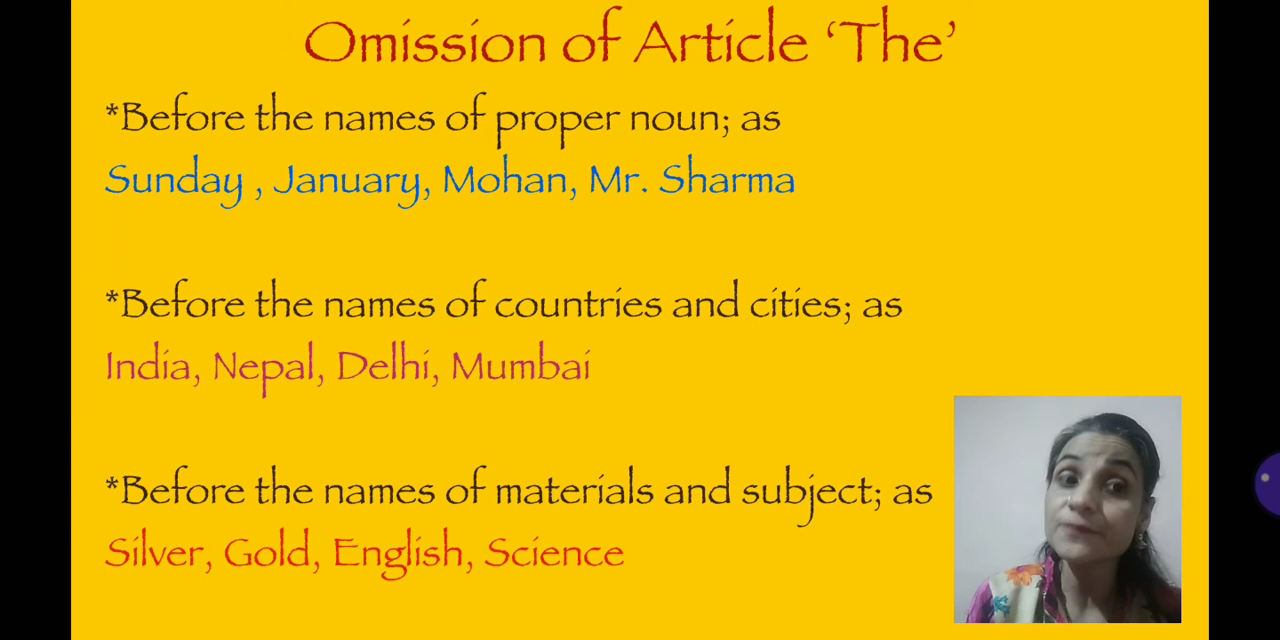 Omission of Article ‘The’
*Before the names of proper noun; as
Sunday , January, Mohan, Mr. Sharma
*Before the names of countries and cities; as
India, Nepal, Delhi, Mumbai
*Before the names of materials and subject; as
Silver, Gold, English, Science